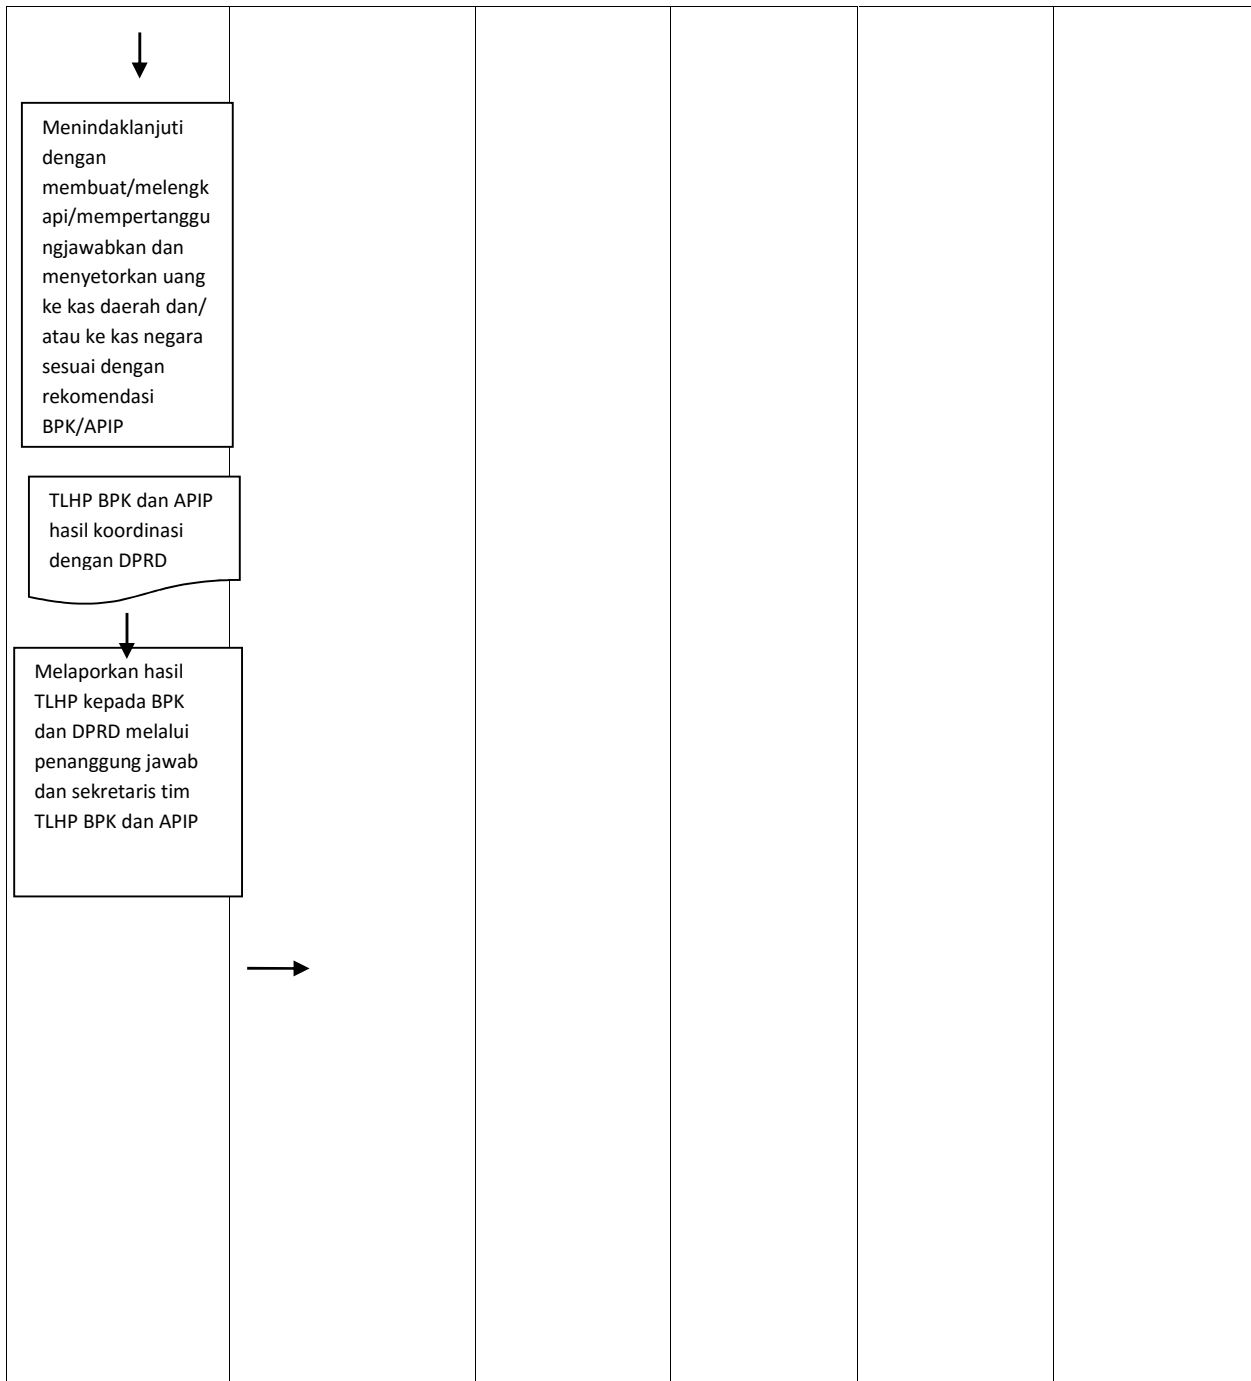 Menindaklanjuti
dengan
membuat/melengk
api/mempertanggu
ngjawabkan dan
menyetorkan uang
ke kas daerah dan/
atau ke kas negara
sesuai dengan
rekomendasi
BPK/APIP
TLHP BPK dan APIP
hasil koordinasi
dengan DPRD
Melaporkan hasil
TLHP kepada BPK
dan DPRD melalui
penanggung jawab
dan sekretaris tim
TLHP BPK dan APIP